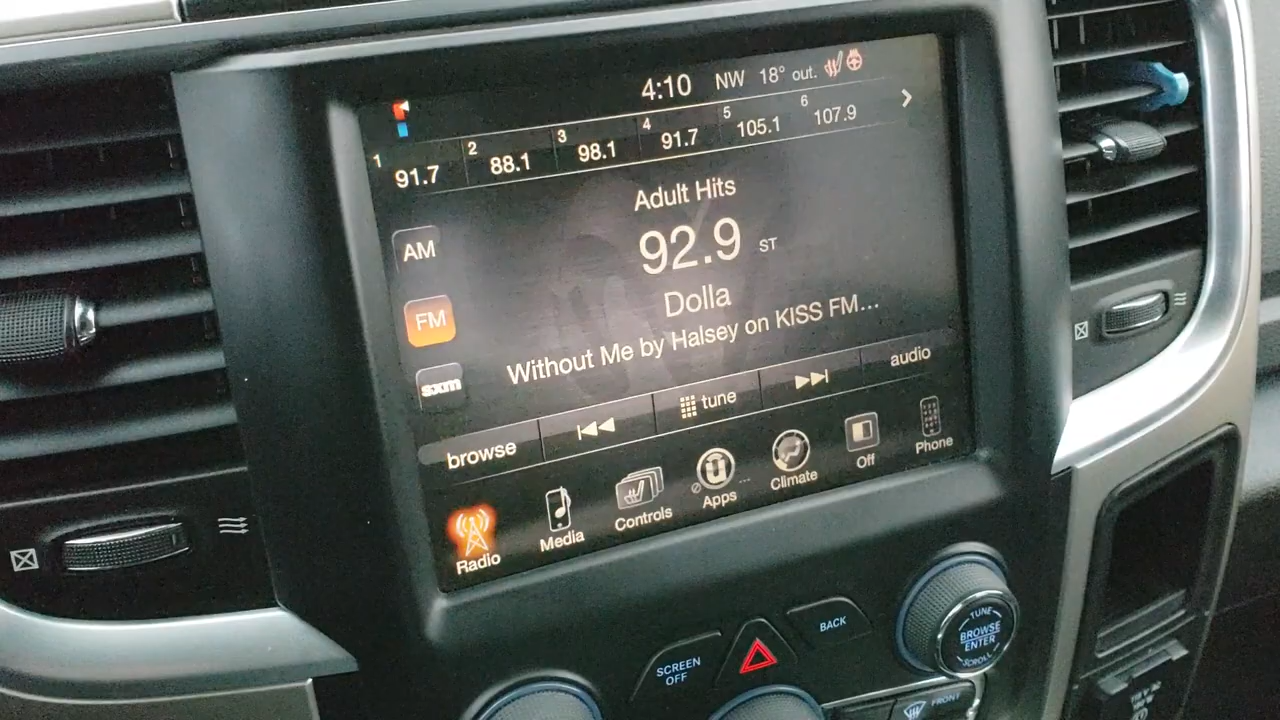 4:10 NW 18° out.
1 91.7 2 88.1 3 98.1 4 91.7 5 105.1 6 107.9
Adult Hits
AM
92.9 ST
FM
Dolla
Without Me by Halsey on KISS FM...
sxm
browse tune audio
Radio Media Controls Apps Climate Off Phone
SCREEN OFF
BACK
TUNE
BROWSE
ENTER
SCROLL
FRONT